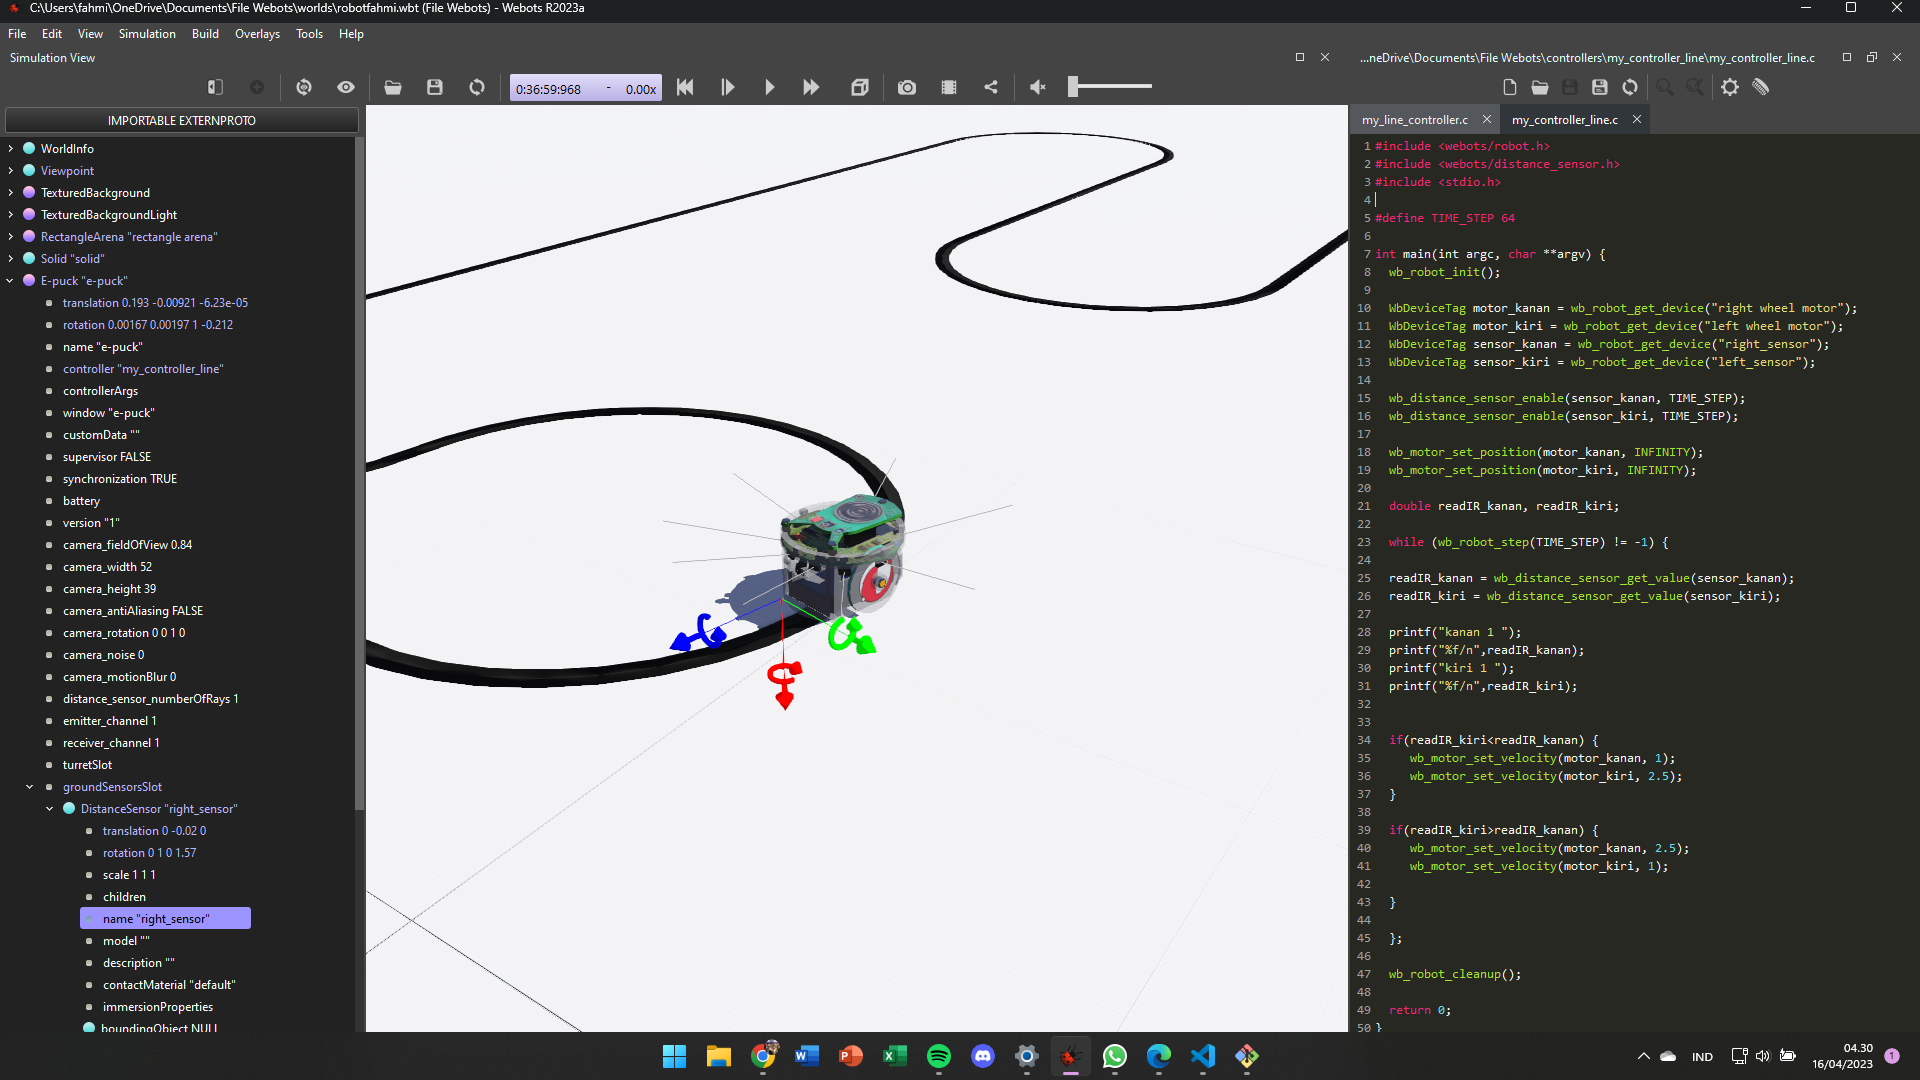 C:\Users\fahmi\OneDrive\Documents\File Webots\worlds\robotfahmi.wbt (File Webots) - Webots R2023a
File Edit View Simulation Build Overlays Tools Help
Simulation View
...neDrive\Documents\File Webots\controllers\my_controller_line\my_controller_line.c
0:36:59:968 - 0.00x
IMPORTABLE EXTERNPROTO
WorldInfo
Viewpoint
TexturedBackground
TexturedBackgroundLight
RectangleArena "rectangle arena"
Solid "solid"
E-puck "e-puck"
translation 0.193 -0.00921 -6.23e-05
rotation 0.00167 0.00197 1 -0.212
name "e-puck"
controller "my_controller_line"
controllerArgs
window "e-puck"
customData ""
supervisor FALSE
synchronization TRUE
battery
version "1"
camera_fieldOfView 0.84
camera_width 52
camera_height 39
camera_antiAliasing FALSE
camera_rotation 0 0 1 0
camera_noise 0
camera_motionBlur 0
distance_sensor_numberOfRays 1
emitter_channel 1
receiver_channel 1
turretSlot
groundSensorsSlot
DistanceSensor "right_sensor"
translation 0 -0.02 0
rotation 0 1 0 1.57
scale 1 1 1
children
name "right_sensor"
model ""
description ""
contactMaterial "default"
immersionProperties
boundingObject NULL
my_line_controller.c my_controller_line.c
1 #include <webots/robot.h>
2 #include <webots/distance_sensor.h>
3 #include <stdio.h>
4
5 #define TIME_STEP 64
6
7 int main(int argc, char **argv) {
8 wb_robot_init();
9
10 WbDeviceTag motor_kanan = wb_robot_get_device("right wheel motor");
11 WbDeviceTag motor_kiri = wb_robot_get_device("left wheel motor");
12 WbDeviceTag sensor_kanan = wb_robot_get_device("right_sensor");
13 WbDeviceTag sensor_kiri = wb_robot_get_device("left_sensor");
14
15 wb_distance_sensor_enable(sensor_kanan, TIME_STEP);
16 wb_distance_sensor_enable(sensor_kiri, TIME_STEP);
17
18 wb_motor_set_position(motor_kanan, INFINITY);
19 wb_motor_set_position(motor_kiri, INFINITY);
20
21 double readIR_kanan, readIR_kiri;
22
23 while (wb_robot_step(TIME_STEP) != -1) {
24
25 readIR_kanan = wb_distance_sensor_get_value(sensor_kanan);
26 readIR_kiri = wb_distance_sensor_get_value(sensor_kiri);
27
28 printf("kanan 1 ");
29 printf("%f/n",readIR_kanan);
30 printf("kiri 1 ");
31 printf("%f/n",readIR_kiri);
32
33
34 if(readIR_kiri<readIR_kanan) {
35 wb_motor_set_velocity(motor_kanan, 1);
36 wb_motor_set_velocity(motor_kiri, 2.5);
37 }
38
39 if(readIR_kiri>readIR_kanan) {
40 wb_motor_set_velocity(motor_kanan, 2.5);
41 wb_motor_set_velocity(motor_kiri, 1);
42
43 }
44
45 };
46
47 wb_robot_cleanup();
48
49 return 0;
50 }
IND
04.30
16/04/2023
1